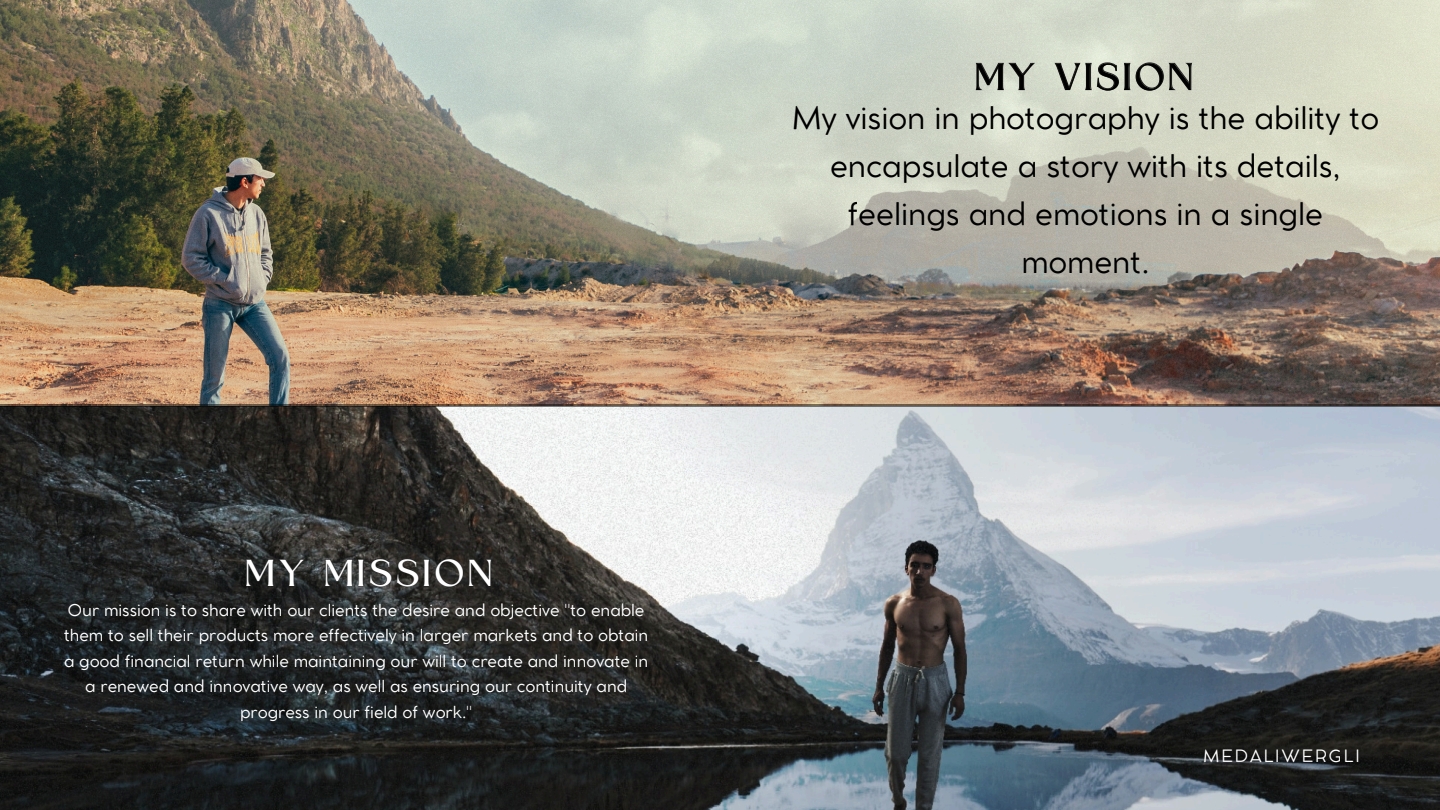 MY VISION
My vision in photography is the ability to
encapsulate a story with its details,
feelings and emotions in a single
moment.
MY MISSION
Our mission is to share with our clients the desire and objective "to enable
them to sell their products more effectively in larger markets and to obtain
a good financial return while maintaining our will to create and innovate in
a renewed and innovative way, as well as ensuring our continuity and
progress in our field of work."
MEDALIWERGLI